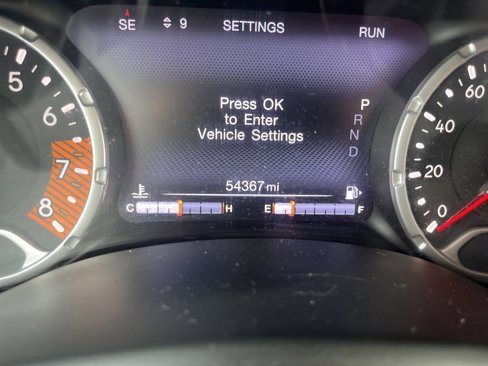 SE 9 SETTINGS RUN
Press OK
to Enter
Vehicle Settings
P
R
N
D
54367 mi
C H E F
5
6
7
8
80
60
40
20
0